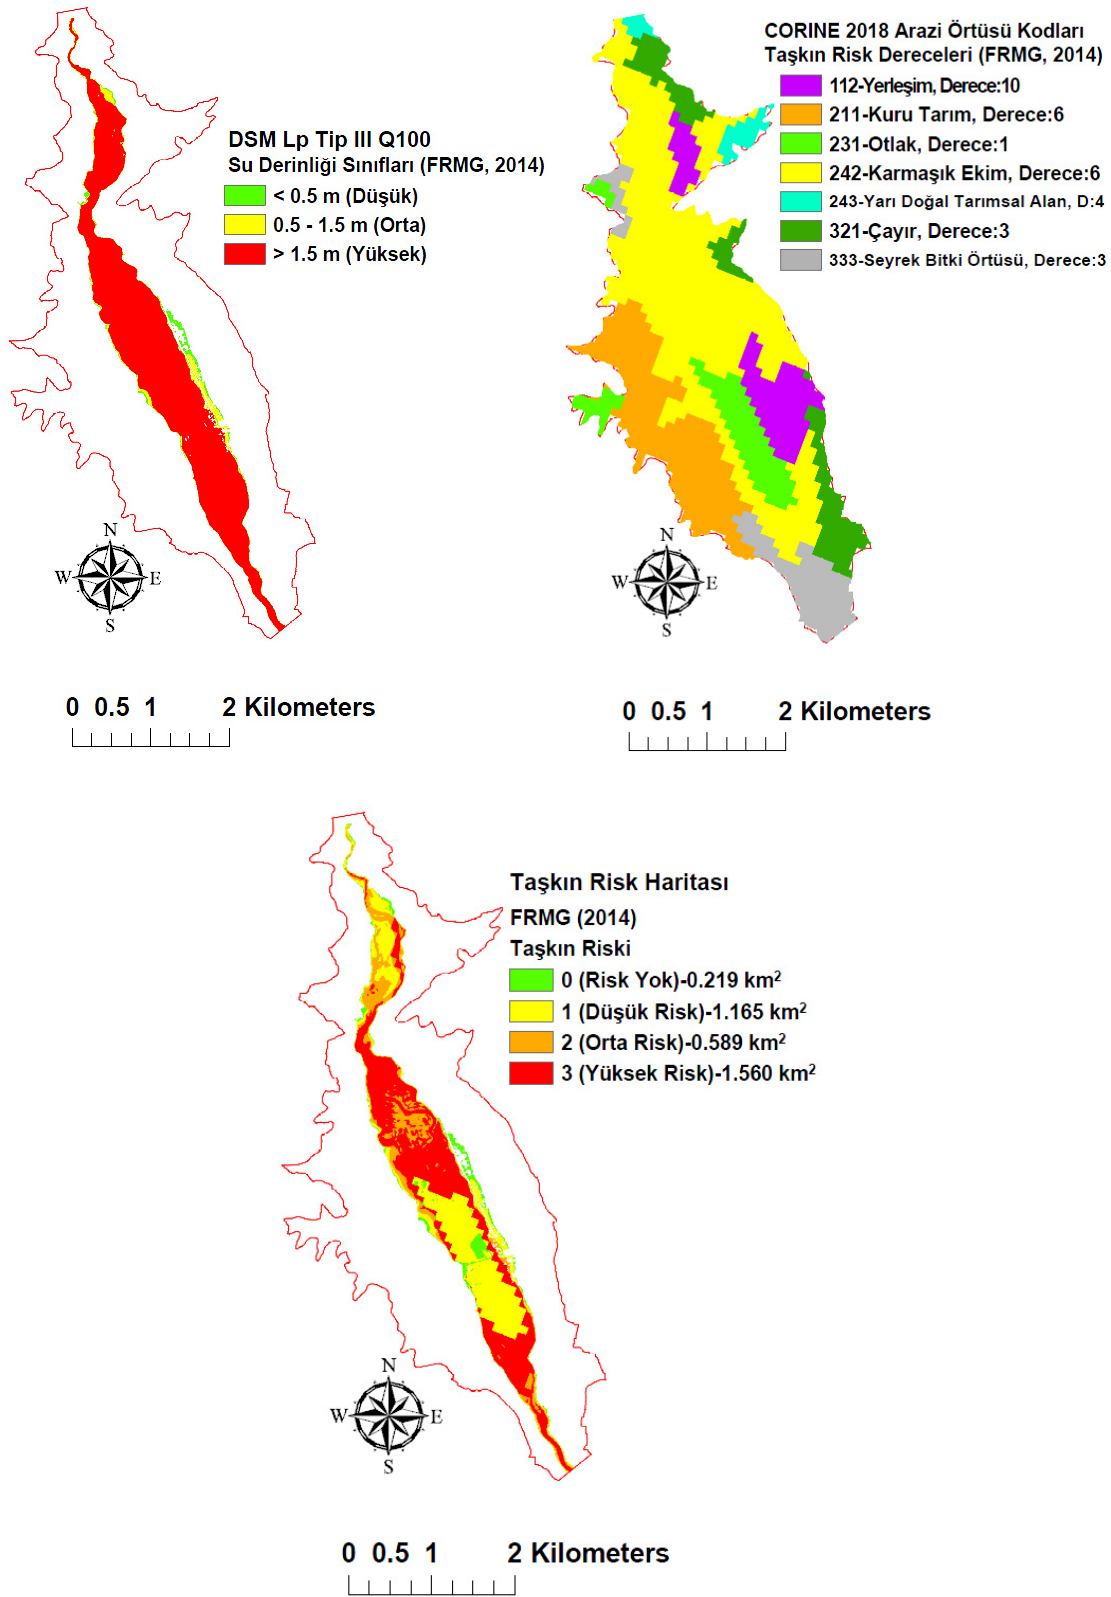 DSM Lp Tip III Q100
Su Derinliği Sınıfları (FRMG, 2014)
< 0.5 m (Düşük)
0.5 - 1.5 m (Orta)
> 1.5 m (Yüksek)
N
W
E
S
0 0.5 1 2 Kilometers
CORINE 2018 Arazi Örtüsü Kodları
Taşkın Risk Dereceleri (FRMG, 2014)
112-Yerleşim, Derece:10
211-Kuru Tarım, Derece:6
231-Otlak, Derece:1
242-Karmaşık Ekim, Derece:6
243-Yarı Doğal Tarımsal Alan, D:4
321-Çayır, Derece:3
333-Seyrek Bitki Örtüsü, Derece:3
N
W
E
S
0 0.5 1 2 Kilometers
Taşkın Risk Haritası
FRMG (2014)
Taşkın Riski
0 (Risk Yok)-0.219 km²
1 (Düşük Risk)-1.165 km²
2 (Orta Risk)-0.589 km²
3 (Yüksek Risk)-1.560 km²
N
W
E
S
0 0.5 1 2 Kilometers